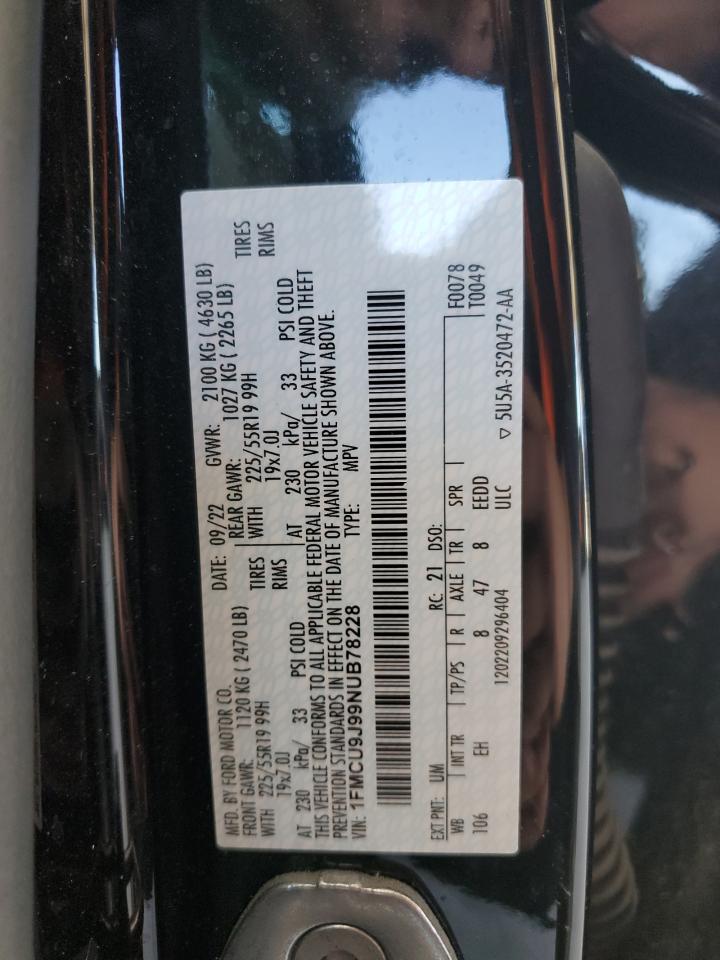 MFD. BY FORD MOTOR CO. DATE: 09/22 GVWR: 2100 KG ( 4630 LB)
FRONT GAWR: 1120 KG ( 2470 LB) REAR GAWR: 1027 KG ( 2265 LB)
WITH 225/55R19 99H TIRES WITH 225/55R19 99H TIRES
19x7.0J RIMS 19x7.0J RIMS
AT 230 kPa/ 33 PSI COLD AT 230 kPa/ 33 PSI COLD
THIS VEHICLE CONFORMS TO ALL APPLICABLE FEDERAL MOTOR VEHICLE SAFETY AND THEFT
PREVENTION STANDARDS IN EFFECT ON THE DATE OF MANUFACTURE SHOWN ABOVE.
VIN: 1FMCU9J99NUB78228 TYPE: MPV
EXT PNT: UM RC: 21 DSO: F0078
WB INT TR TP/PS R AXLE TR SPR T0049
106 EH 8 47 8 EEDD
1202209296404 ULC ▽ 5U5A-3520472-AA